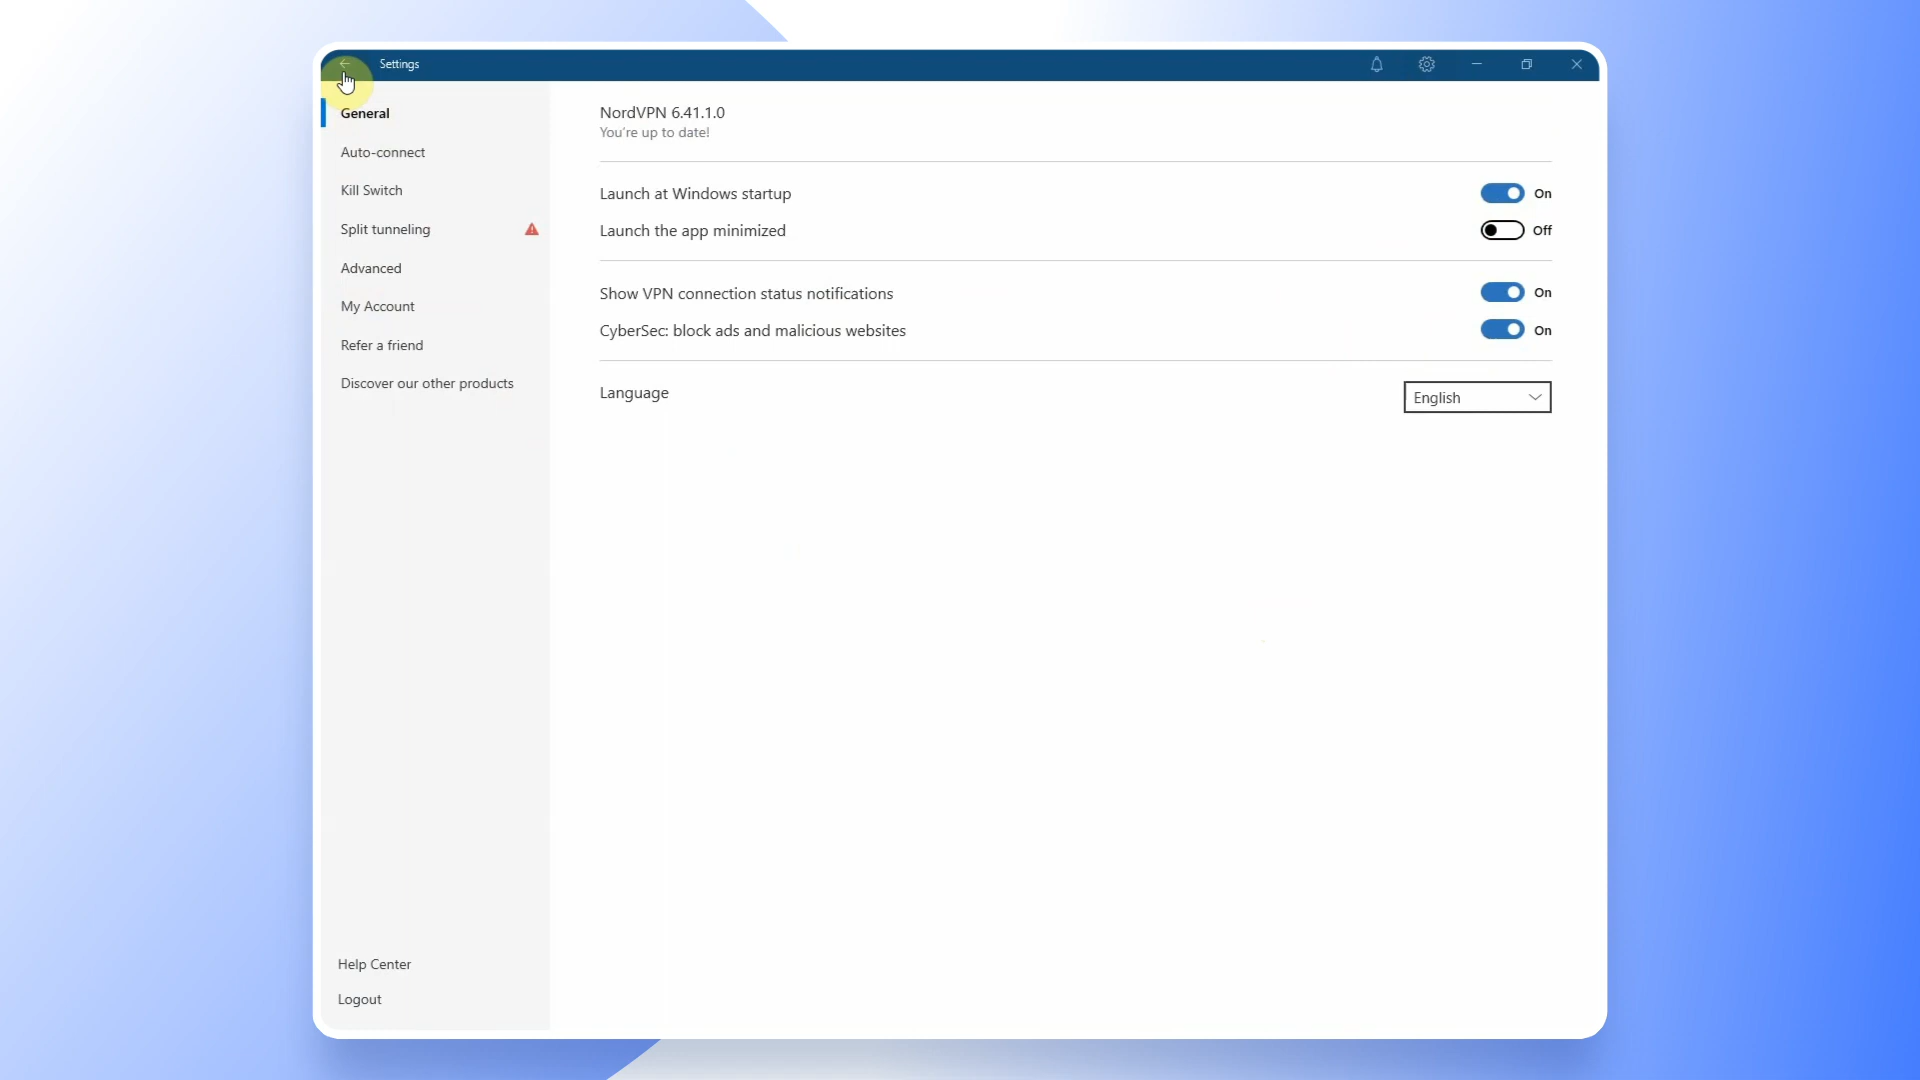 Settings
General
Auto-connect
Kill Switch
Split tunneling
Advanced
My Account
Refer a friend
Discover our other products
Help Center
Logout
NordVPN 6.41.1.0
You're up to date!
Launch at Windows startup On
Launch the app minimized Off
Show VPN connection status notifications On
CyberSec: block ads and malicious websites On
Language English